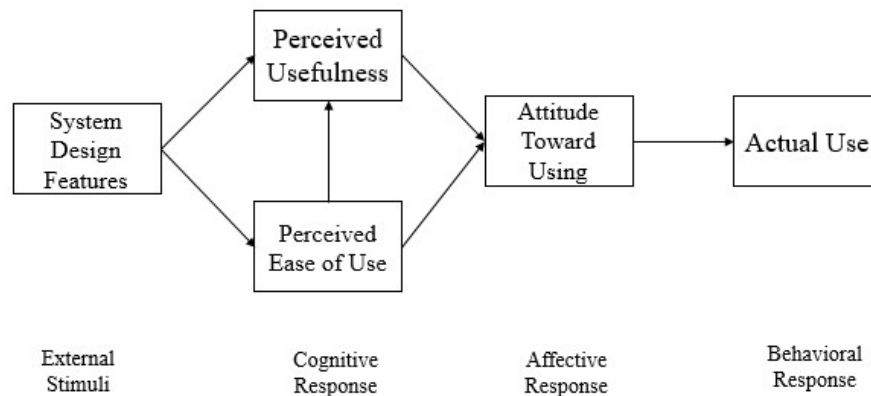 Perceived
Usefulness
System
Design
Features
Attitude
Toward
Using
Actual Use
Perceived
Ease of Use
External
Stimuli
Cognitive
Response
Affective
Response
Behavioral
Response